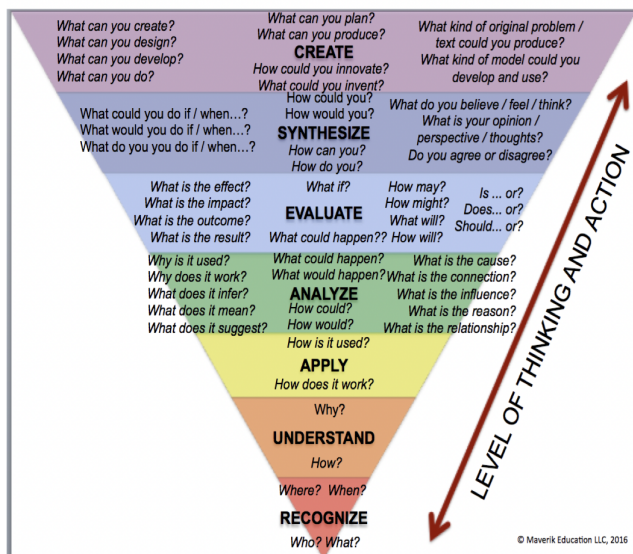 What can you create?
What can you design?
What can you develop?
What can you do?
What can you plan?
What can you produce?
CREATE
How could you innovate?
What could you invent?
What kind of original problem /
text could you produce?
What kind of model could you
develop and use?
What could you do if / when…?
What would you do if / when…?
What do you you do if / when…?
How could you?
How would you?
SYNTHESIZE
How can you?
How do you?
What do you believe / feel / think?
What is your opinion /
perspective / thoughts?
Do you agree or disagree?
What is the effect?
What is the impact?
What is the outcome?
What is the result?
What if?
EVALUATE
What could happen??
How may?
How might?
What will?
How will?
Is ... or?
Does... or?
Should... or?
Why is it used?
Why does it work?
What does it infer?
What does it mean?
What does it suggest?
What could happen?
What would happen?
ANALYZE
How could?
How would?
What is the cause?
What is the connection?
What is the influence?
What is the reason?
What is the relationship?
How is it used?
APPLY
How does it work?
Why?
UNDERSTAND
How?
Where? When?
RECOGNIZE
Who? What?
LEVEL OF THINKING AND ACTION
© Maverik Education LLC, 2016